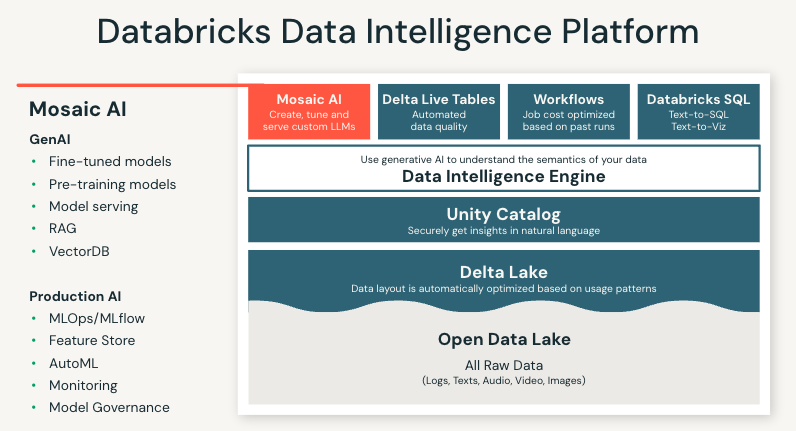 Databricks Data Intelligence Platform
Mosaic AI
GenAI
• Fine-tuned models
• Pre-training models
• Model serving
• RAG
• VectorDB
Production AI
• MLOps/MLflow
• Feature Store
• AutoML
• Monitoring
• Model Governance
Mosaic AI
Create, tune and
serve custom LLMs
Delta Live Tables
Automated
data quality
Workflows
Job cost optimized
based on past runs
Databricks SQL
Text-to-SQL
Text-to-Viz
Use generative AI to understand the semantics of your data
Data Intelligence Engine
Unity Catalog
Securely get insights in natural language
Delta Lake
Data layout is automatically optimized based on usage patterns
Open Data Lake
All Raw Data
(Logs, Texts, Audio, Video, Images)